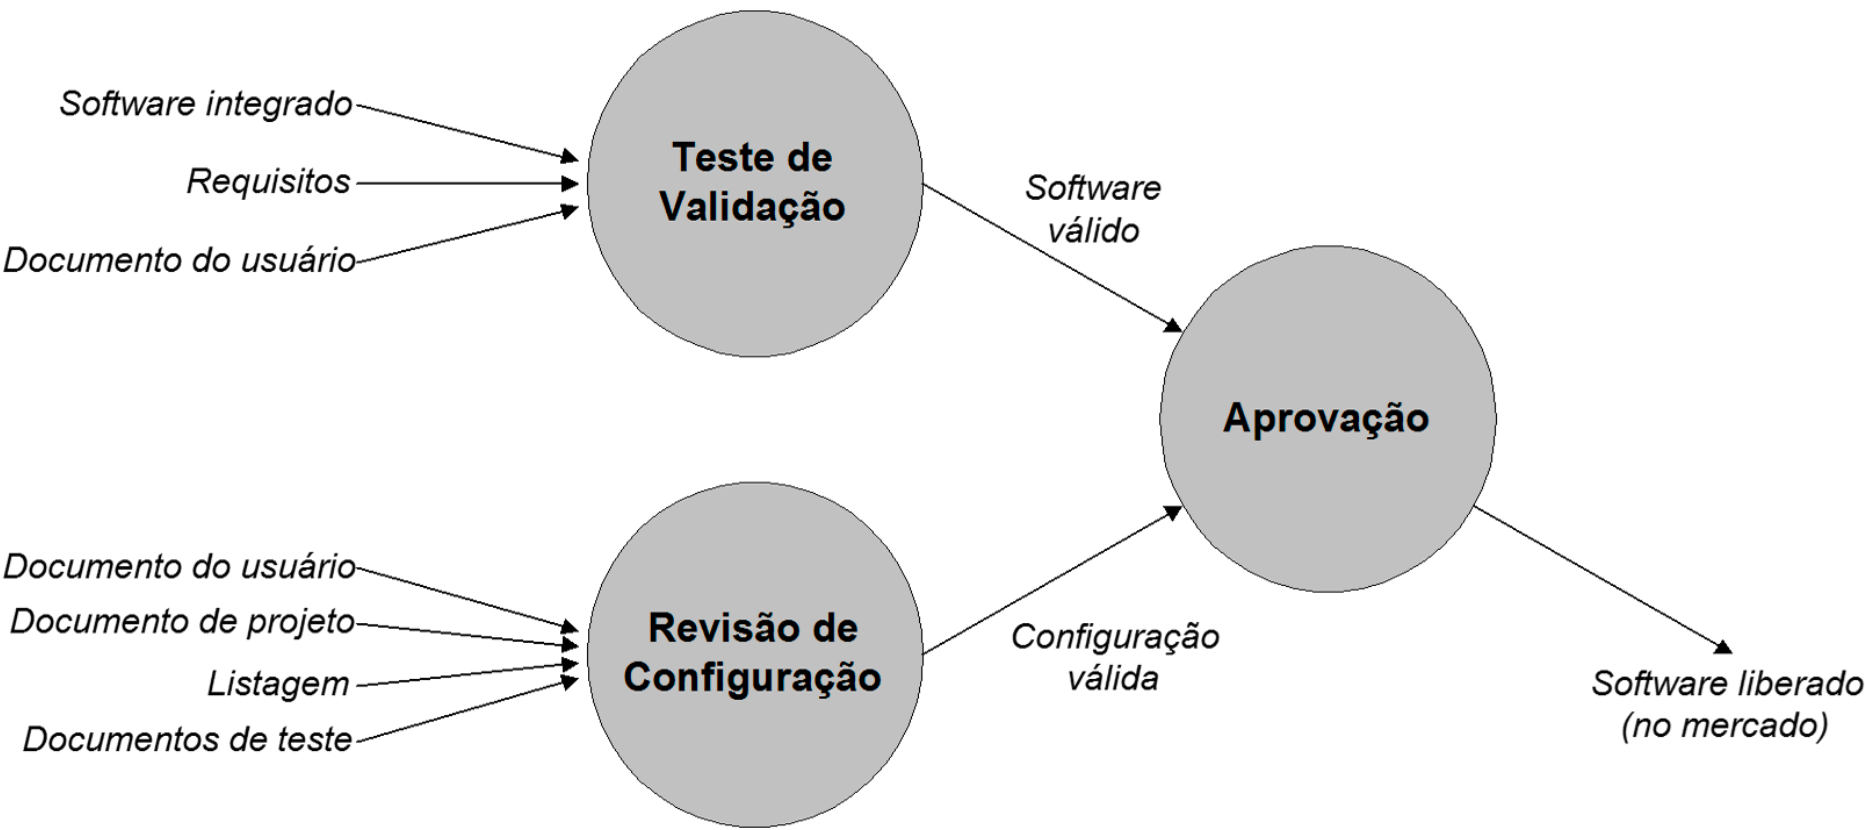 Software integrado
Requisitos
Documento do usuário
Teste de
Validação
Software
válido
Aprovação
Documento do usuário
Documento de projeto
Listagem
Documentos de teste
Revisão de
Configuração
Configuração
válida
Software liberado
(no mercado)